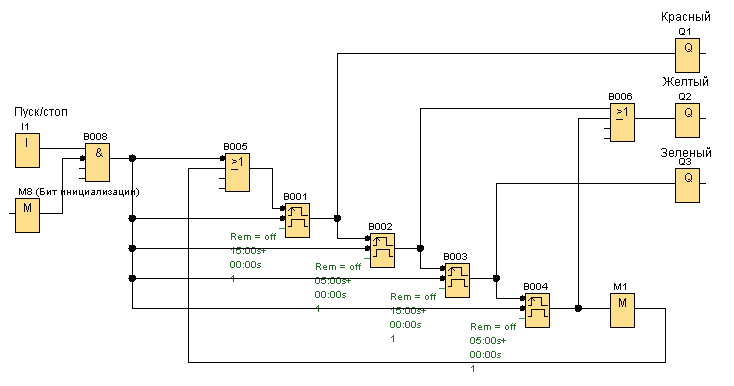 Красный
Q1
Q
Желтый
B006
Q2
>1
Q
Пуск/стоп
I1
I
B008
&
B005
>1
Зеленый
Q3
Q
M8 (Бит инициализации)
M
B001
Rem = off
15:00s+
00:00s
1
B002
Rem = off
05:00s+
00:00s
1
B003
Rem = off
15:00s+
00:00s
1
B004
Rem = off
05:00s+
00:00s
1
M1
M